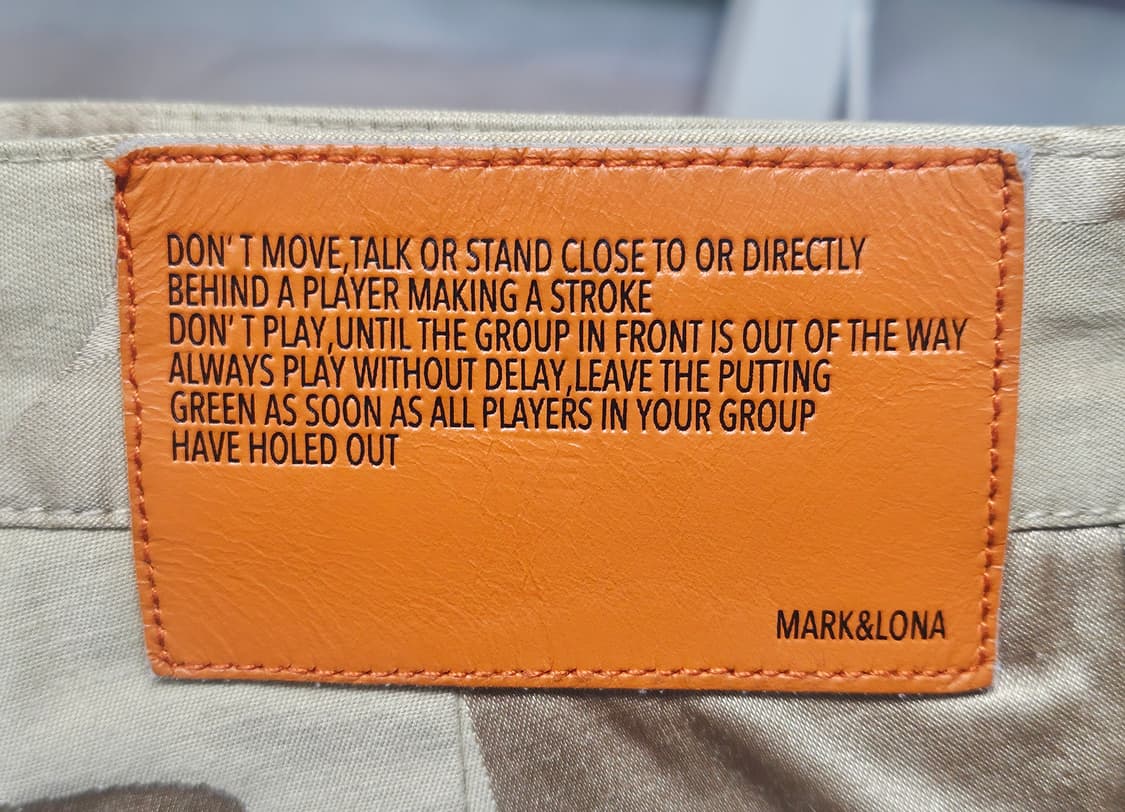 DON' T MOVE,TALK OR STAND CLOSE TO OR DIRECTLY
BEHIND A PLAYER MAKING A STROKE
DON' T PLAY,UNTIL THE GROUP IN FRONT IS OUT OF THE WAY
ALWAYS PLAY WITHOUT DELAY,LEAVE THE PUTTING
GREEN AS SOON AS ALL PLAYERS IN YOUR GROUP
HAVE HOLED OUT
MARK&LONA